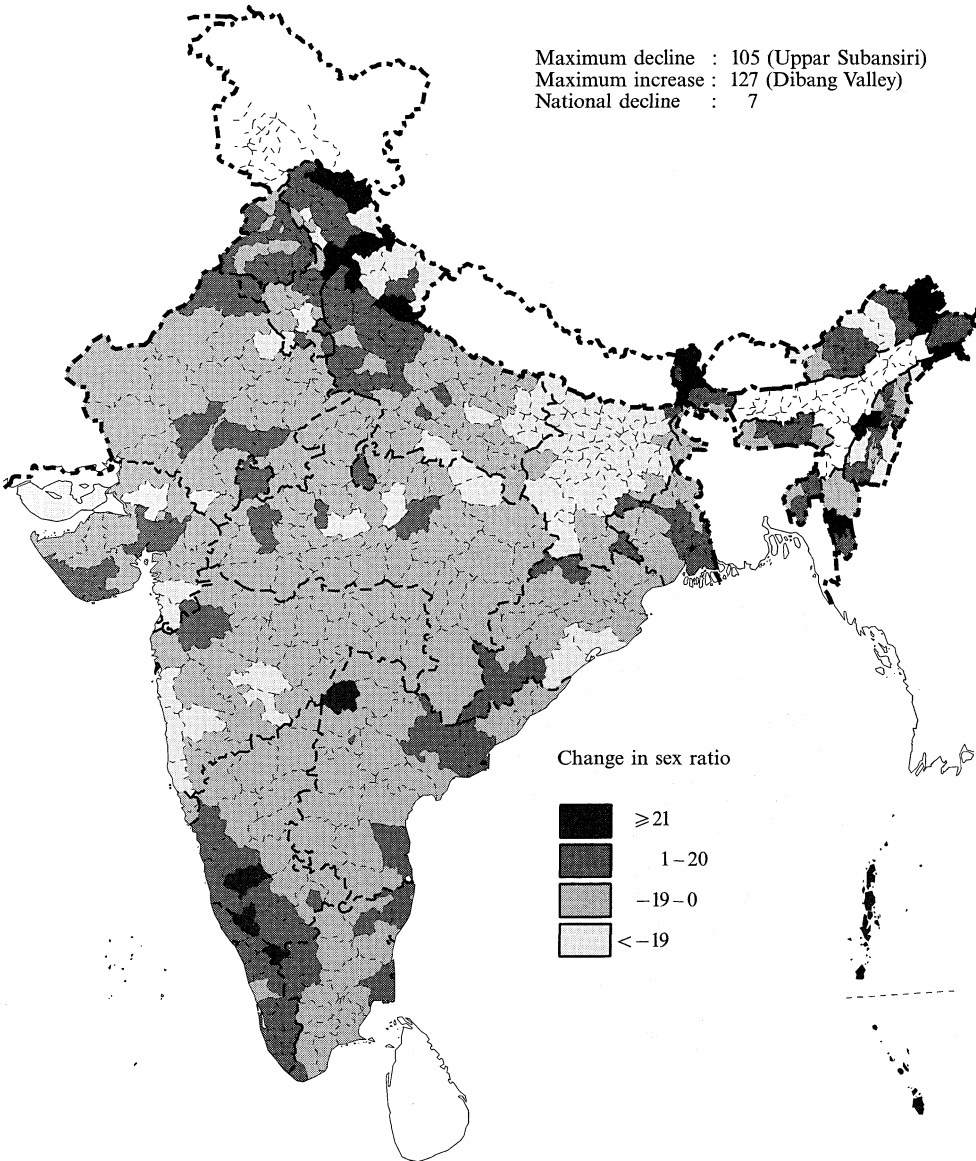 Maximum decline : 105 (Uppar Subansiri)
Maximum increase : 127 (Dibang Valley)
National decline : 7
Change in sex ratio
⩾21
1–20
−19–0
<−19